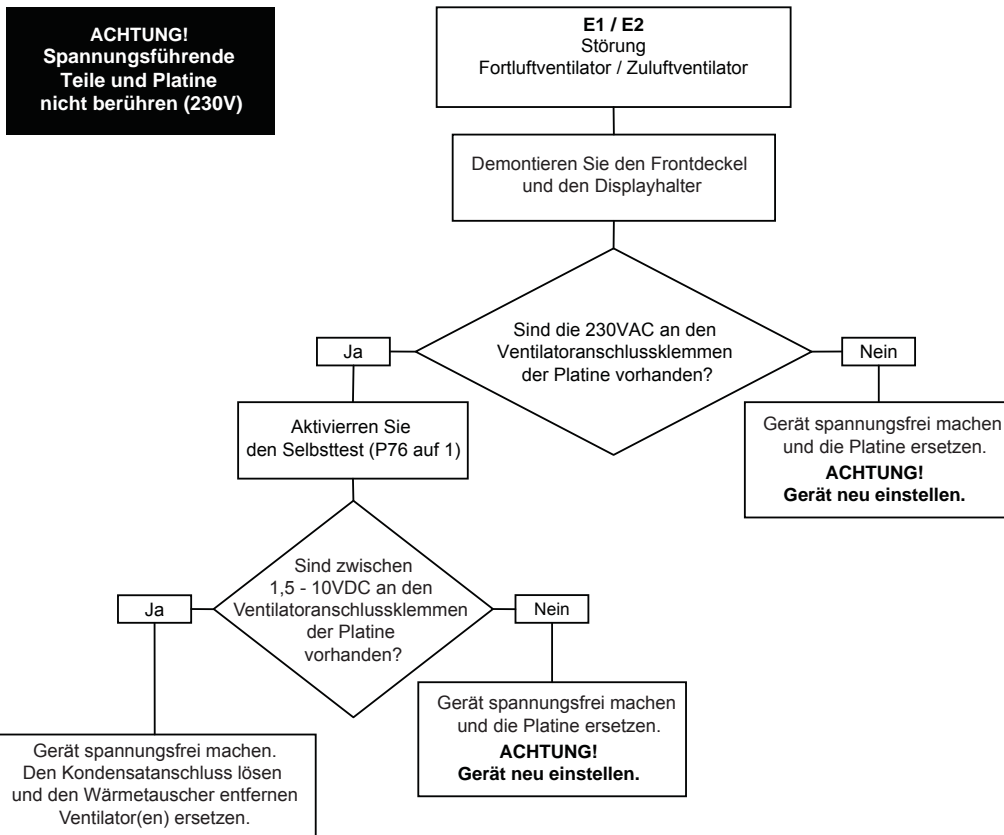 ACHTUNG!
Spannungsführende
Teile und Platine
nicht berühren (230V)
E1 / E2
Störung
Fortluftventilator / Zuluftventilator
Demontieren Sie den Frontdeckel
und den Displayhalter
Sind die 230VAC an den
Ventilatoranschlussklemmen
der Platine vorhanden?
Ja
Nein
Aktivierren Sie
den Selbsttest (P76 auf 1)
Gerät spannungsfrei machen
und die Platine ersetzen.
ACHTUNG!
Gerät neu einstellen.
Sind zwischen
1,5 - 10VDC an den
Ventilatoranschlussklemmen
der Platine
vorhanden?
Ja
Nein
Gerät spannungsfrei machen
und die Platine ersetzen.
ACHTUNG!
Gerät neu einstellen.
Gerät spannungsfrei machen.
Den Kondensatanschluss lösen
und den Wärmetauscher entfernen
Ventilator(en) ersetzen.